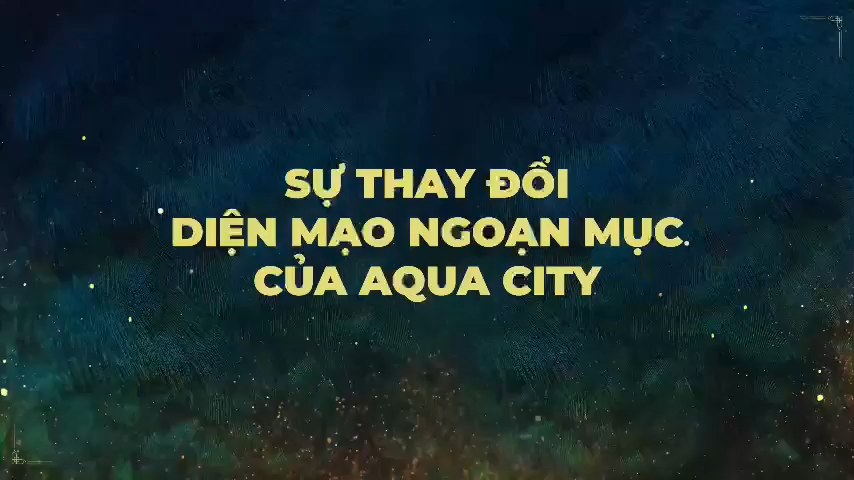 SỰ THAY ĐỔI
DIỆN MẠO NGOẠN MỤC
CỦA AQUA CITY